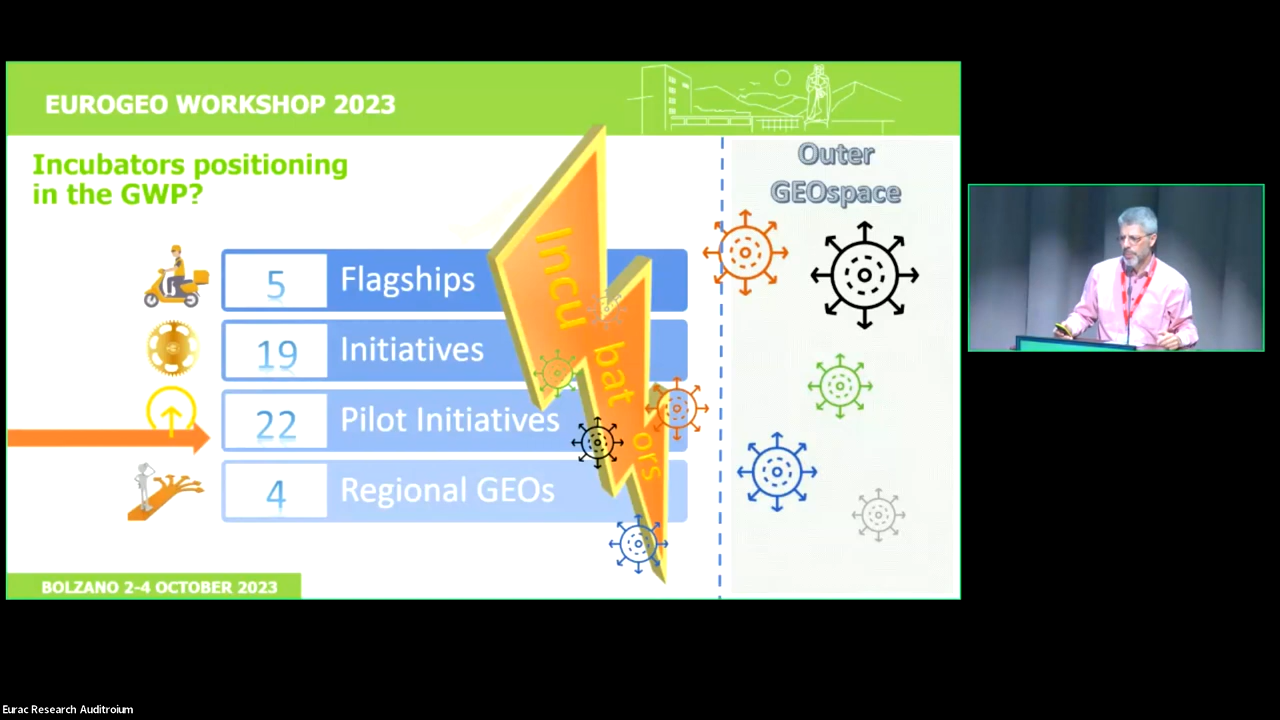 EUROGEO WORKSHOP 2023
Incubators positioning
in the GWP?
Outer
GEOspace
5 Flagships
19 Initiatives
22 Pilot Initiatives
4 Regional GEOs
Incu
bat
ors
BOLZANO 2-4 OCTOBER 2023
Eurac Research Auditroium